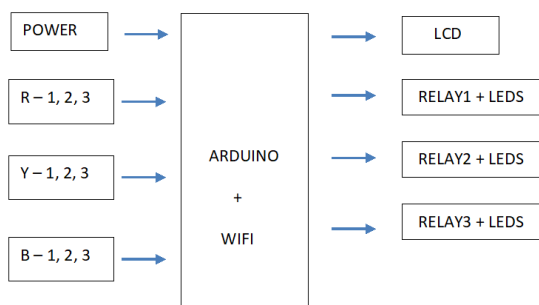 POWER
R – 1, 2, 3
Y – 1, 2, 3
B – 1, 2, 3
ARDUINO
+
WIFI
LCD
RELAY1 + LEDS
RELAY2 + LEDS
RELAY3 + LEDS